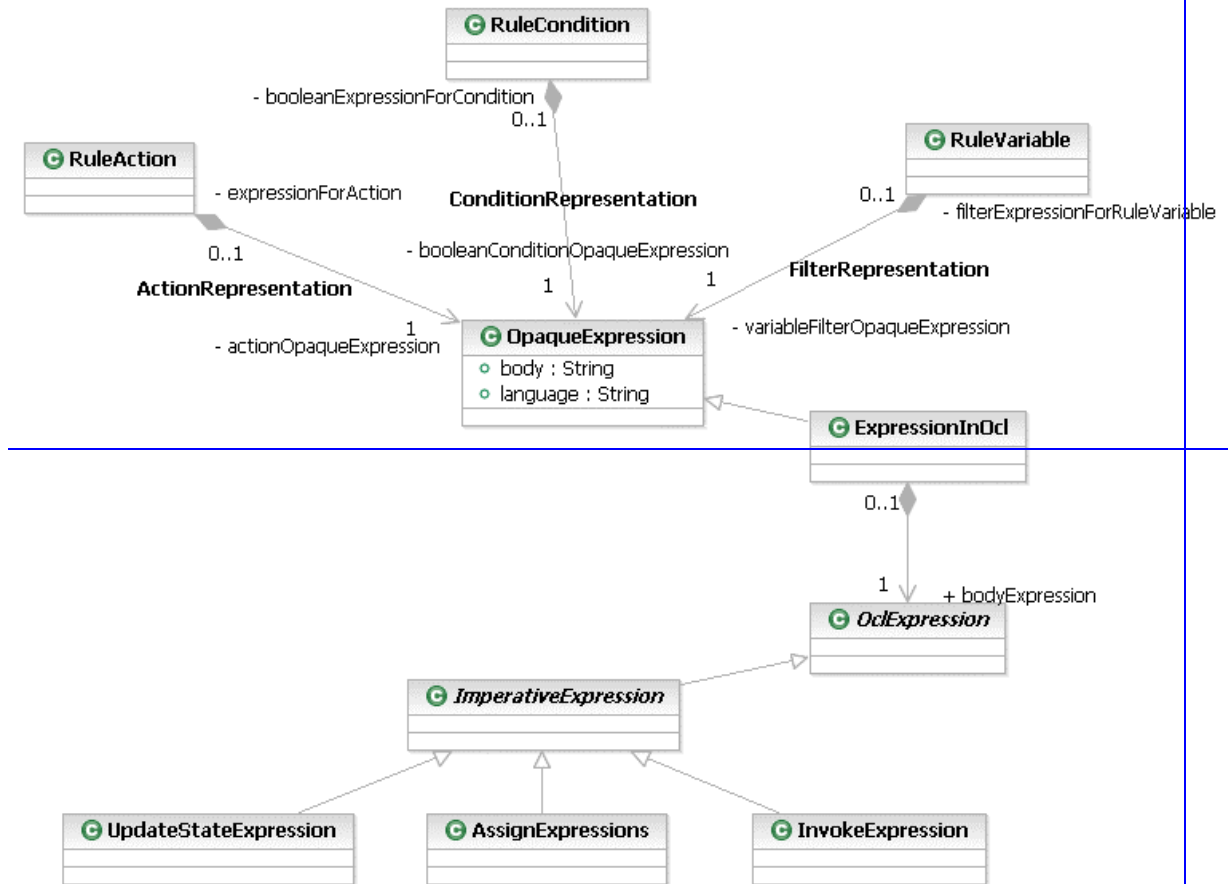 RuleCondition
- booleanExpressionForCondition
0..1
RuleVariable
RuleAction
- expressionForAction
0..1
ConditionRepresentation
- filterExpressionForRuleVariable
0..1
- booleanConditionOpaqueExpression
FilterRepresentation
ActionRepresentation
1
1
1
- actionOpaqueExpression
OpaqueExpression
- variableFilterOpaqueExpression
body : String
language : String
ExpressionInOcl
0..1
1
+ bodyExpression
OclExpression
ImperativeExpression
UpdateStateExpression
AssignExpressions
InvokeExpression